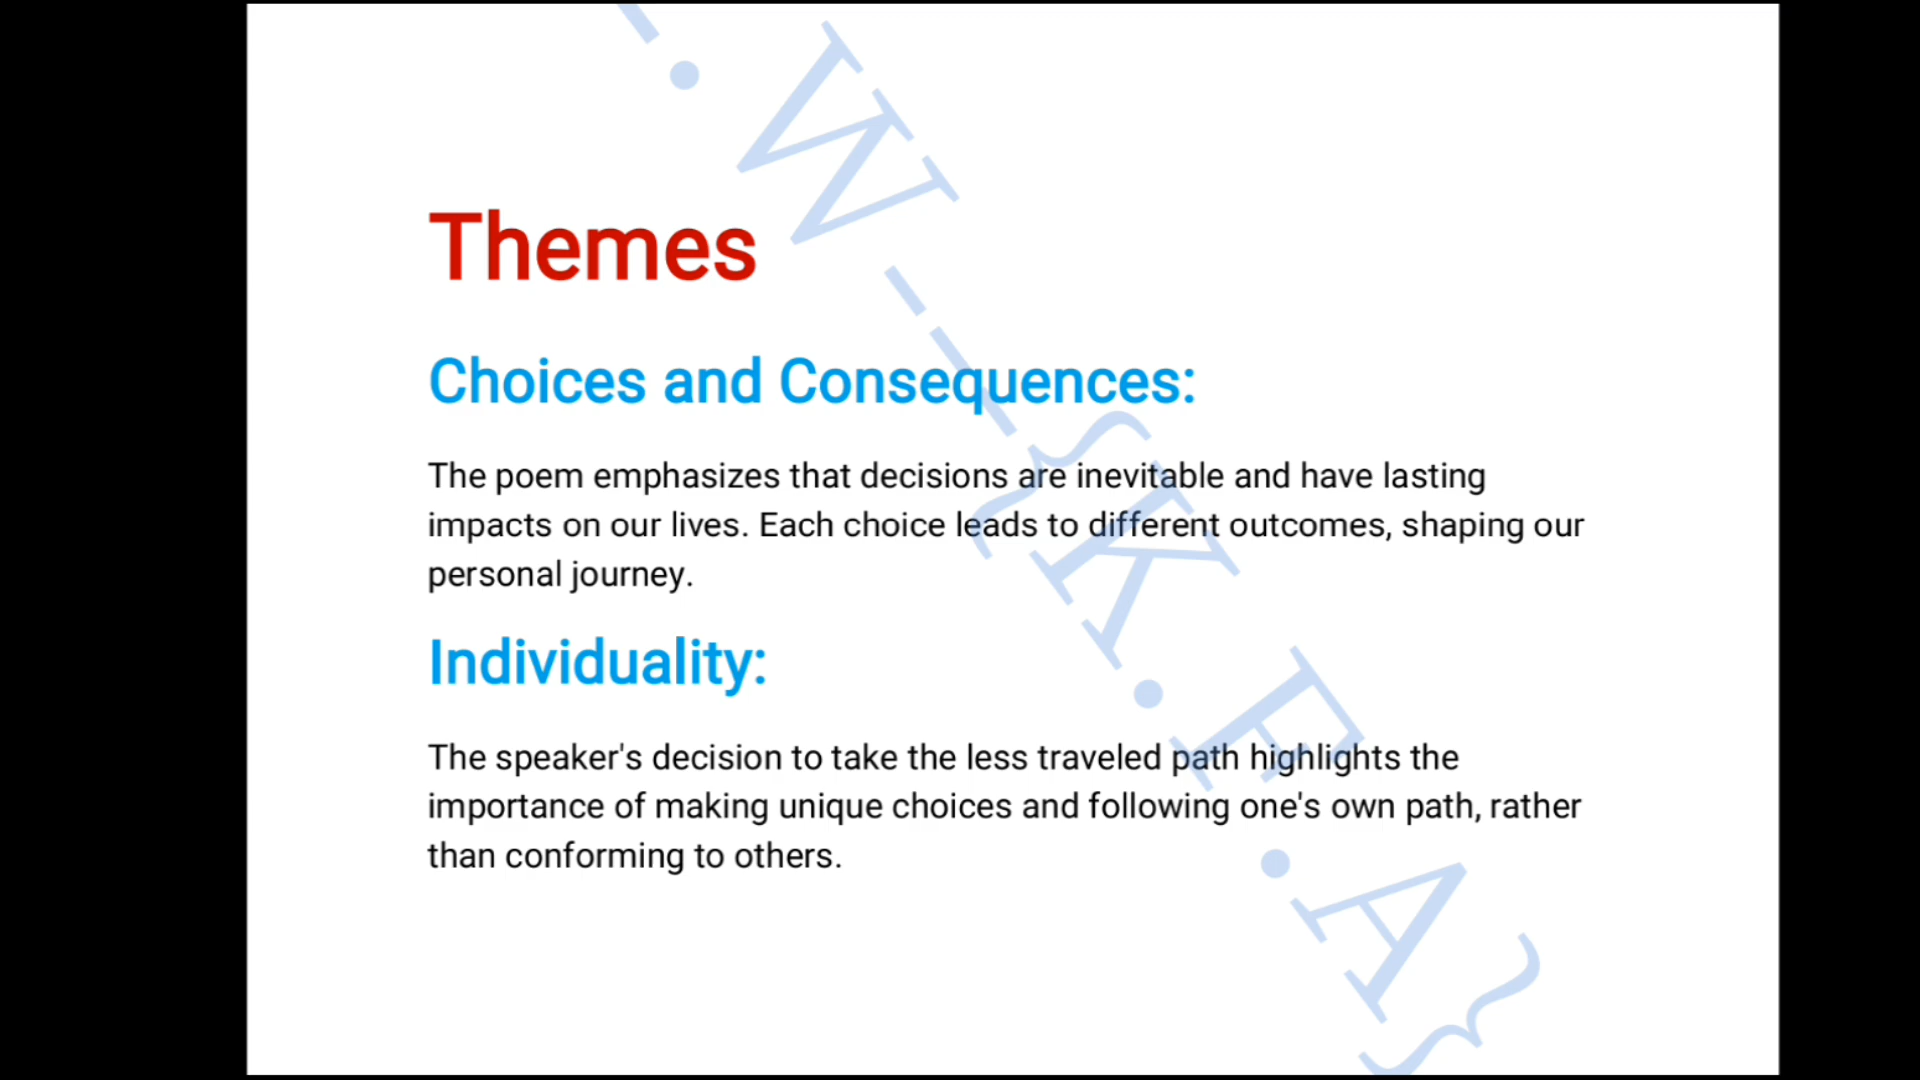 Themes
Choices and Consequences:
The poem emphasizes that decisions are inevitable and have lasting
impacts on our lives. Each choice leads to different outcomes, shaping our
personal journey.
Individuality:
The speaker's decision to take the less traveled path highlights the
importance of making unique choices and following one's own path, rather
than conforming to others.
-.W---{K.F.A}